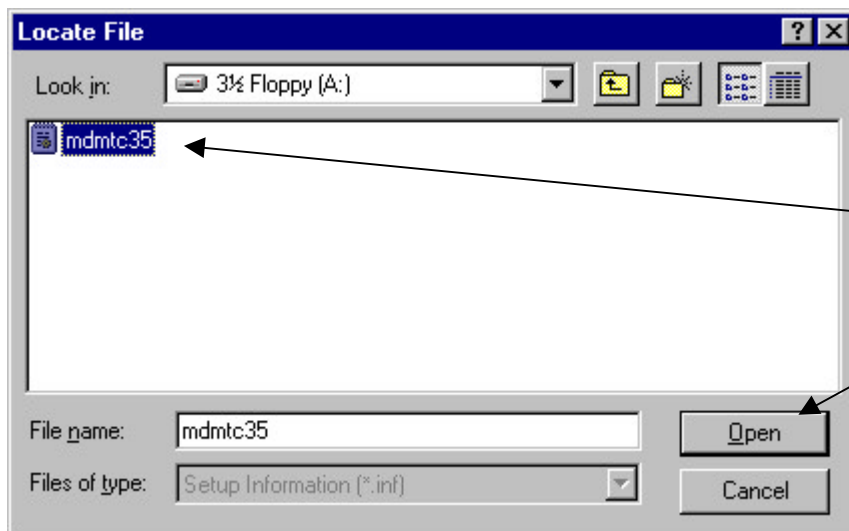 Locate File
Look in: 3½ Floppy (A:)
mdmtc35
File name: mdmtc35 Open
Files of type: Setup Information (*.inf) Cancel